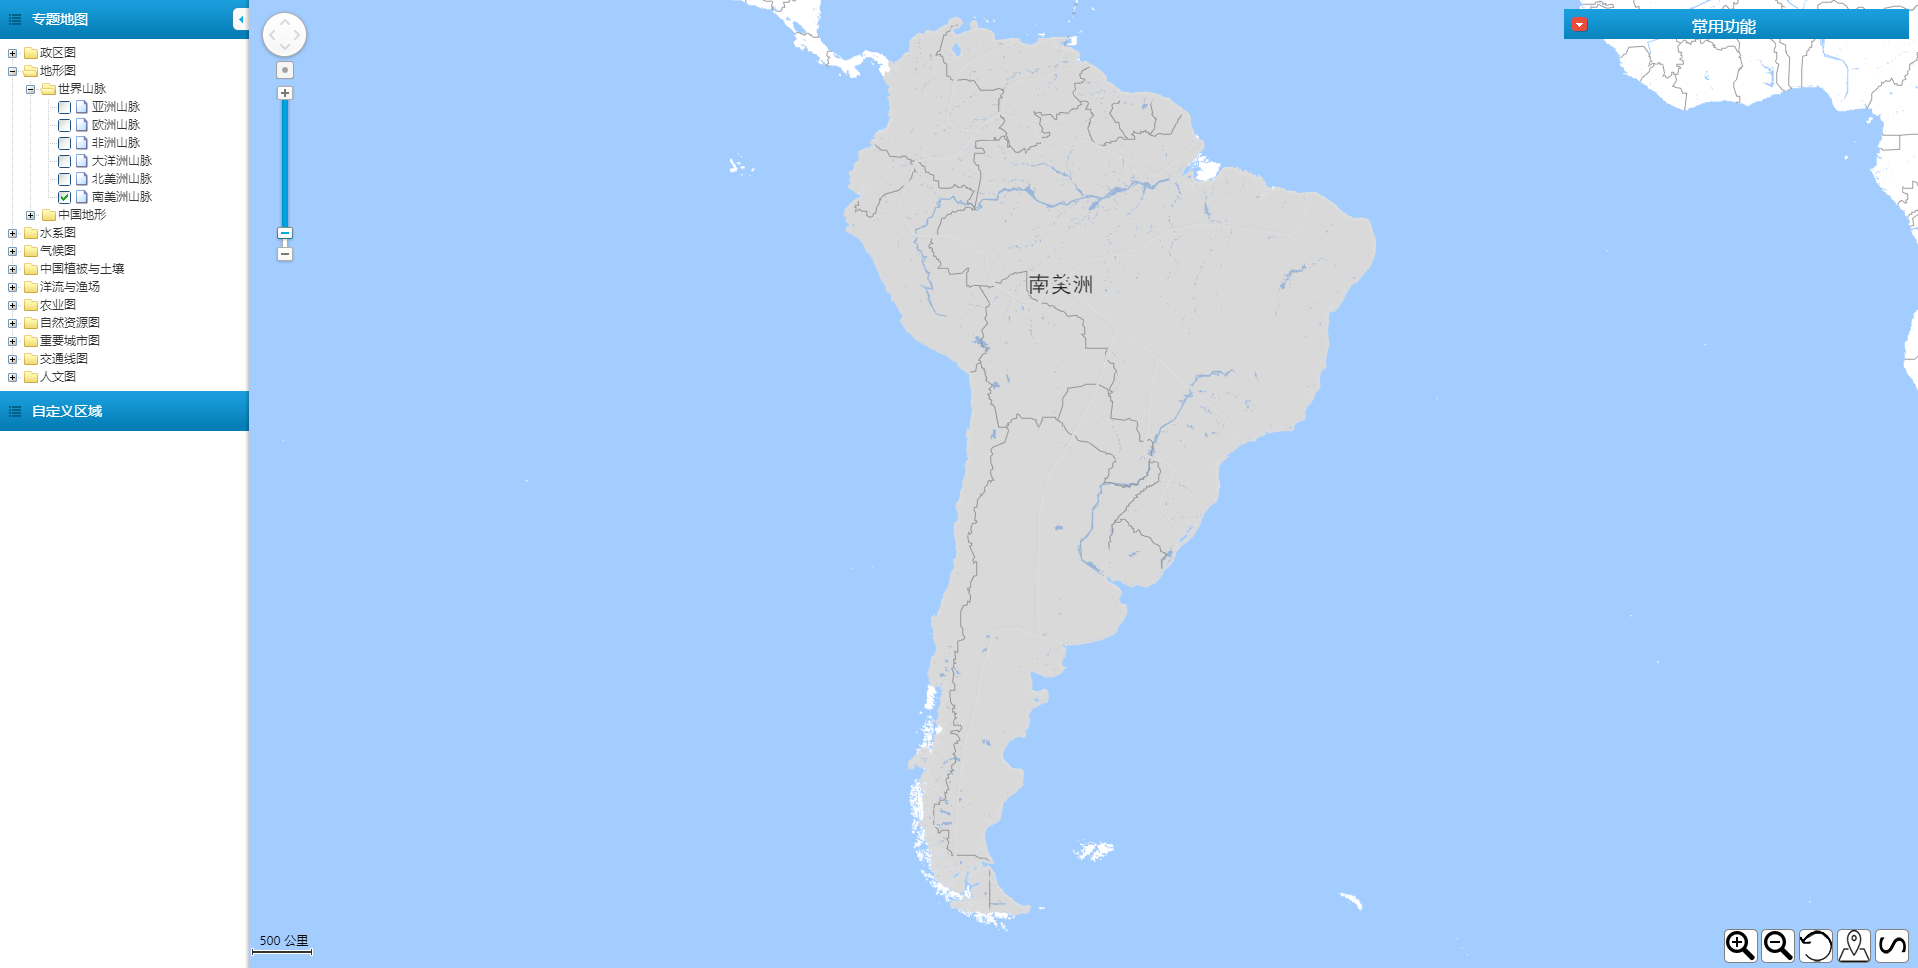 专题地图
政区图
地形图
世界山脉
亚洲山脉
欧洲山脉
非洲山脉
大洋洲山脉
北美洲山脉
南美洲山脉
中国地形
水系图
气候图
中国植被与土壤
洋流与渔场
农业图
自然资源图
重要城市图
交通线图
人文图
自定义区域
常用功能
南美洲
500 公里